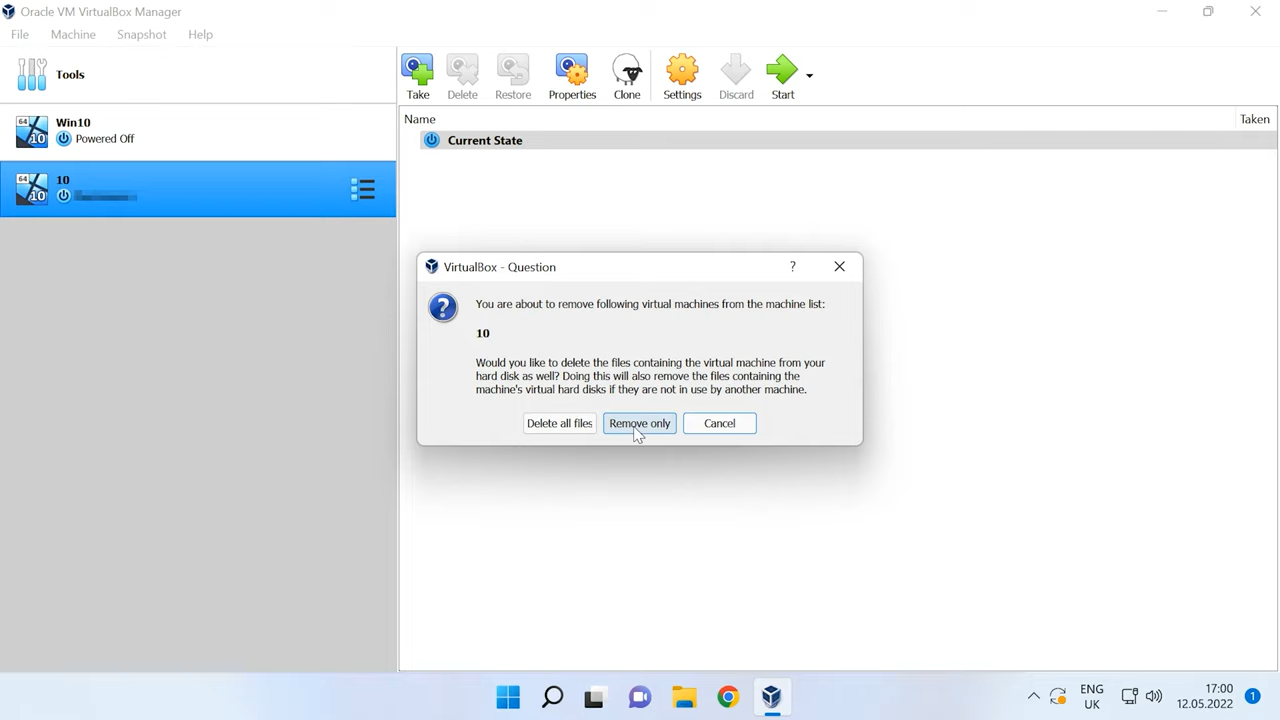 Oracle VM VirtualBox Manager
File Machine Snapshot Help
Tools
Take Delete Restore Properties Clone Settings Discard Start
Name Taken
Current State
64
10
Win10
Powered Off
64
10
10
VirtualBox - Question
?
You are about to remove following virtual machines from the machine list:
10
Would you like to delete the files containing the virtual machine from your
hard disk as well? Doing this will also remove the files containing the
machine's virtual hard disks if they are not in use by another machine.
Delete all files Remove only Cancel
ENG
UK
17:00
12.05.2022
1